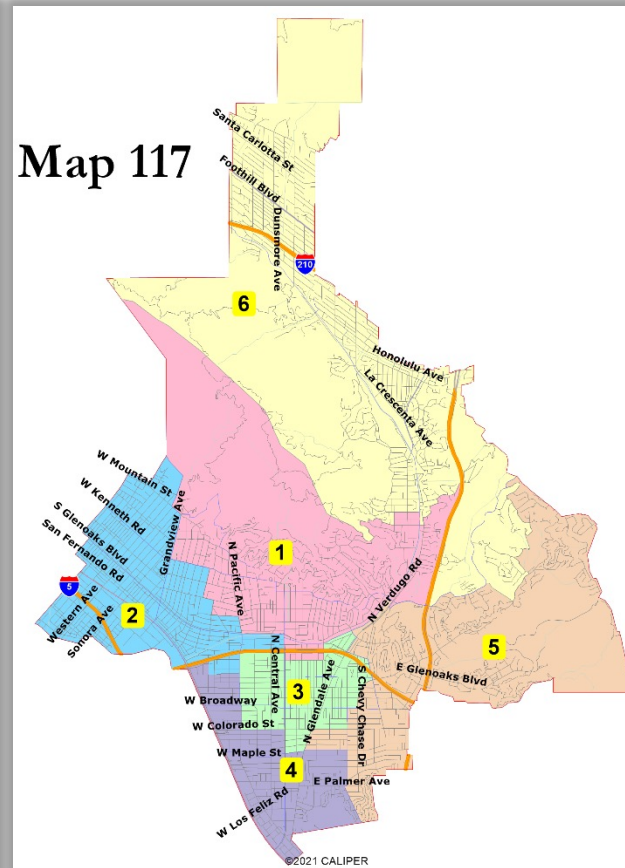 Map 117
Santa Carlotta St
Foothill Blvd
Dunsmore Ave
210
6
Honolulu Ave
La Crescenta Ave
W Mountain St
W Kenneth Rd
S Glenoaks Blvd
San Fernando Rd
Grandview Ave
1
N Pacific Ave
N Verdugo Rd
5
Western Ave
Sonora Ave
2
5
E Glenoaks Blvd
N Central Ave
3
N Glendale Ave
S Chevy Chase Dr
W Broadway
W Colorado St
W Maple St
4
E Palmer Ave
W Los Feliz Rd
©2021 CALIPER